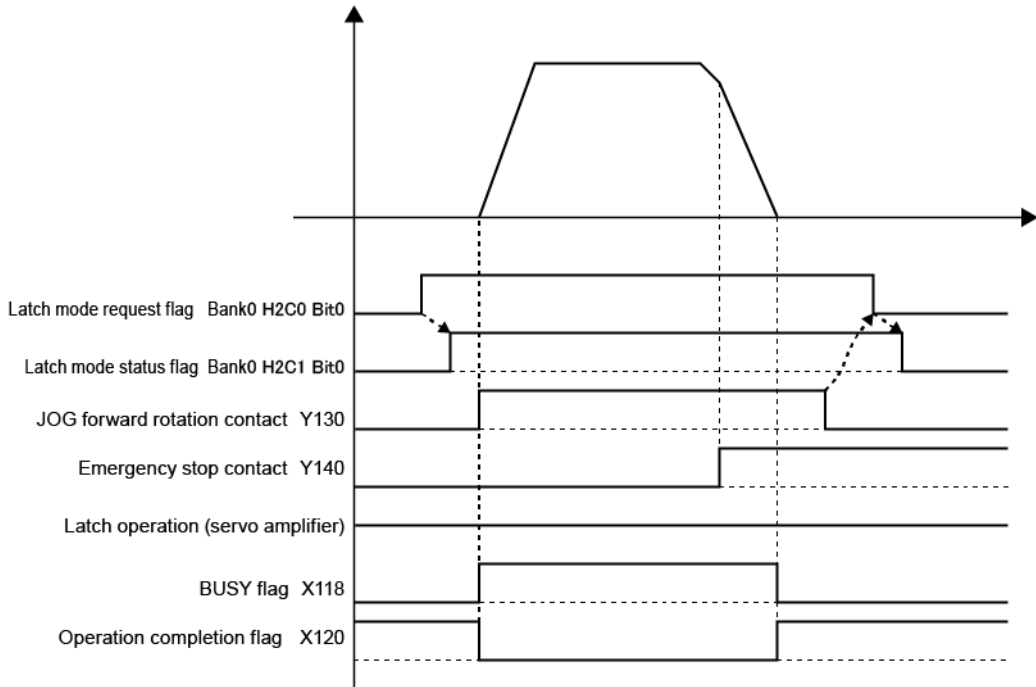 Latch mode request flag Bank0 H2C0 Bit0
Latch mode status flag Bank0 H2C1 Bit0
JOG forward rotation contact Y130
Emergency stop contact Y140
Latch operation (servo amplifier)
BUSY flag X118
Operation completion flag X120